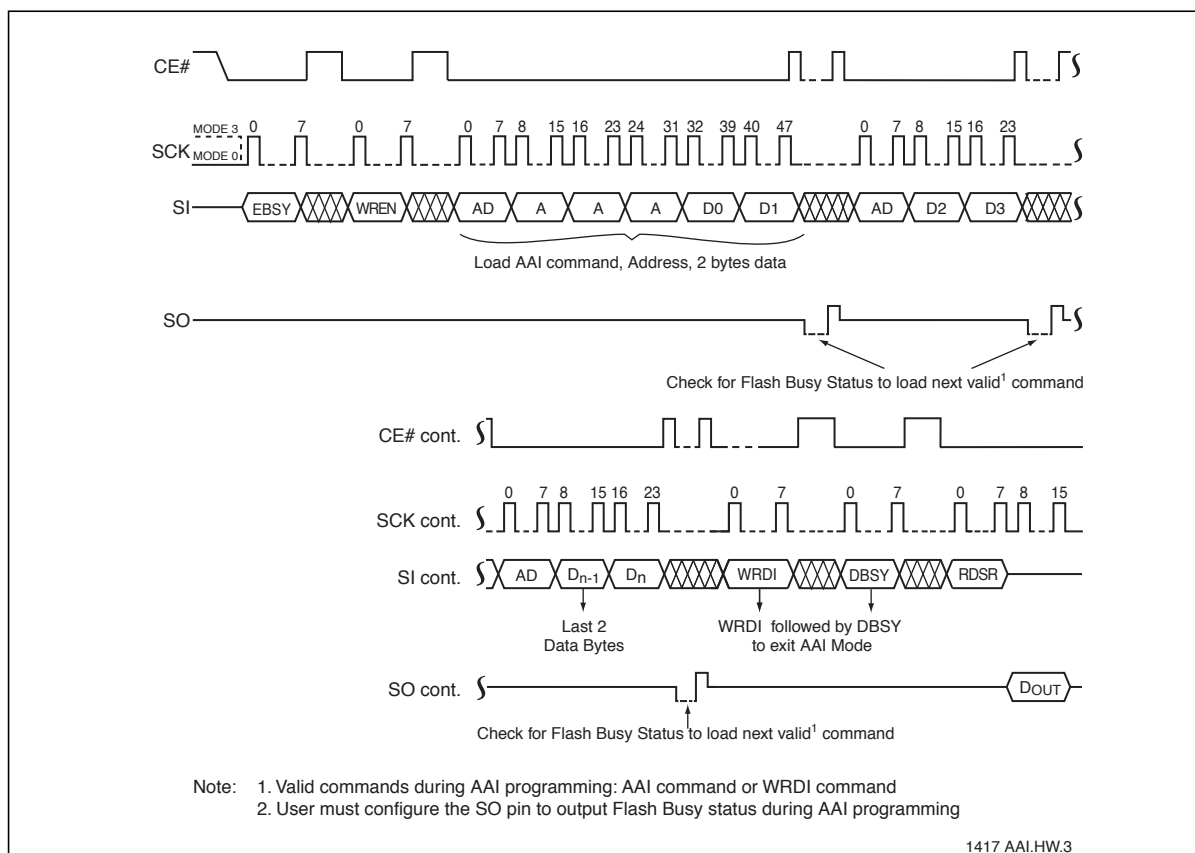 CE#
MODE 3
MODE 0
SCK
0 7 0 7 0 7 8 15 16 23 24 31 32 39 40 47 0 7 8 15 16 23
SI
EBSY WREN AD A A A D0 D1 AD D2 D3
Load AAI command, Address, 2 bytes data
SO
Check for Flash Busy Status to load next valid1 command
CE# cont.
0 7 8 15 16 23 0 7 0 7 0 7 8 15
SCK cont.
SI cont.
AD Dn-1 Dn WRDI DBSY RDSR
Last 2
Data Bytes
WRDI followed by DBSY
to exit AAI Mode
SO cont.
DOUT
Check for Flash Busy Status to load next valid1 command
Note: 1. Valid commands during AAI programming: AAI command or WRDI command
2. User must configure the SO pin to output Flash Busy status during AAI programming
1417 AAI.HW.3